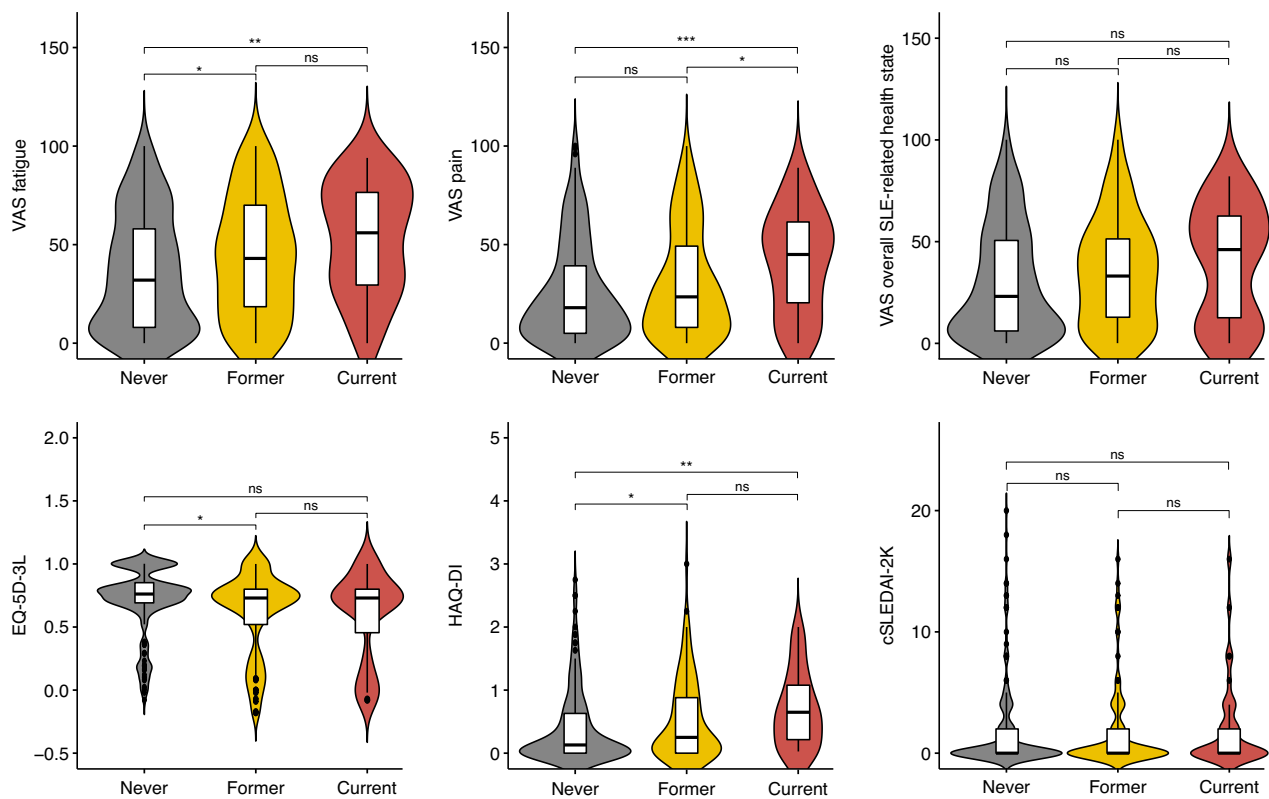 VAS fatigue
150
100
50
0
**
*
ns
Never Former Current
VAS pain
150
100
50
0
***
ns
*
Never Former Current
VAS overall SLE-related health state
150
100
50
0
ns
ns
ns
Never Former Current
EQ-5D-3L
2.0
1.5
1.0
0.5
0.0
−0.5
ns
*
ns
Never Former Current
HAQ-DI
5
4
3
2
1
0
**
*
ns
Never Former Current
cSLEDAI-2K
20
10
0
ns
ns
ns
Never Former Current